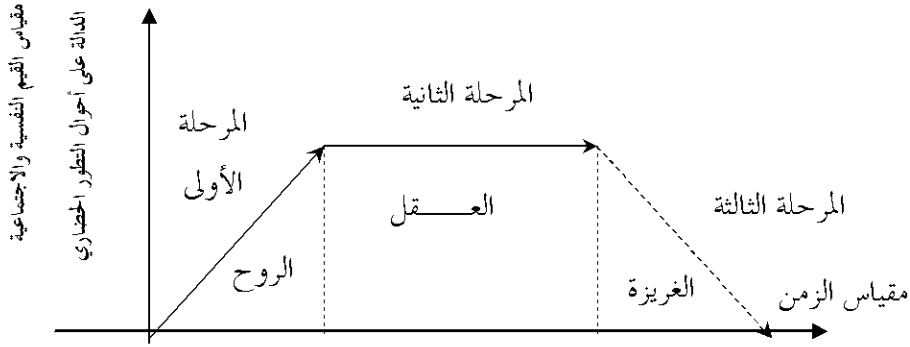 مقياس القيم النفسية والاجتماعية
الدالة على أحوال التطور الحضاري
المرحلة الثانية
المرحلة
الأولى
العـــــقل
المرحلة الثالثة
الروح
الغريزة
مقياس الزمن